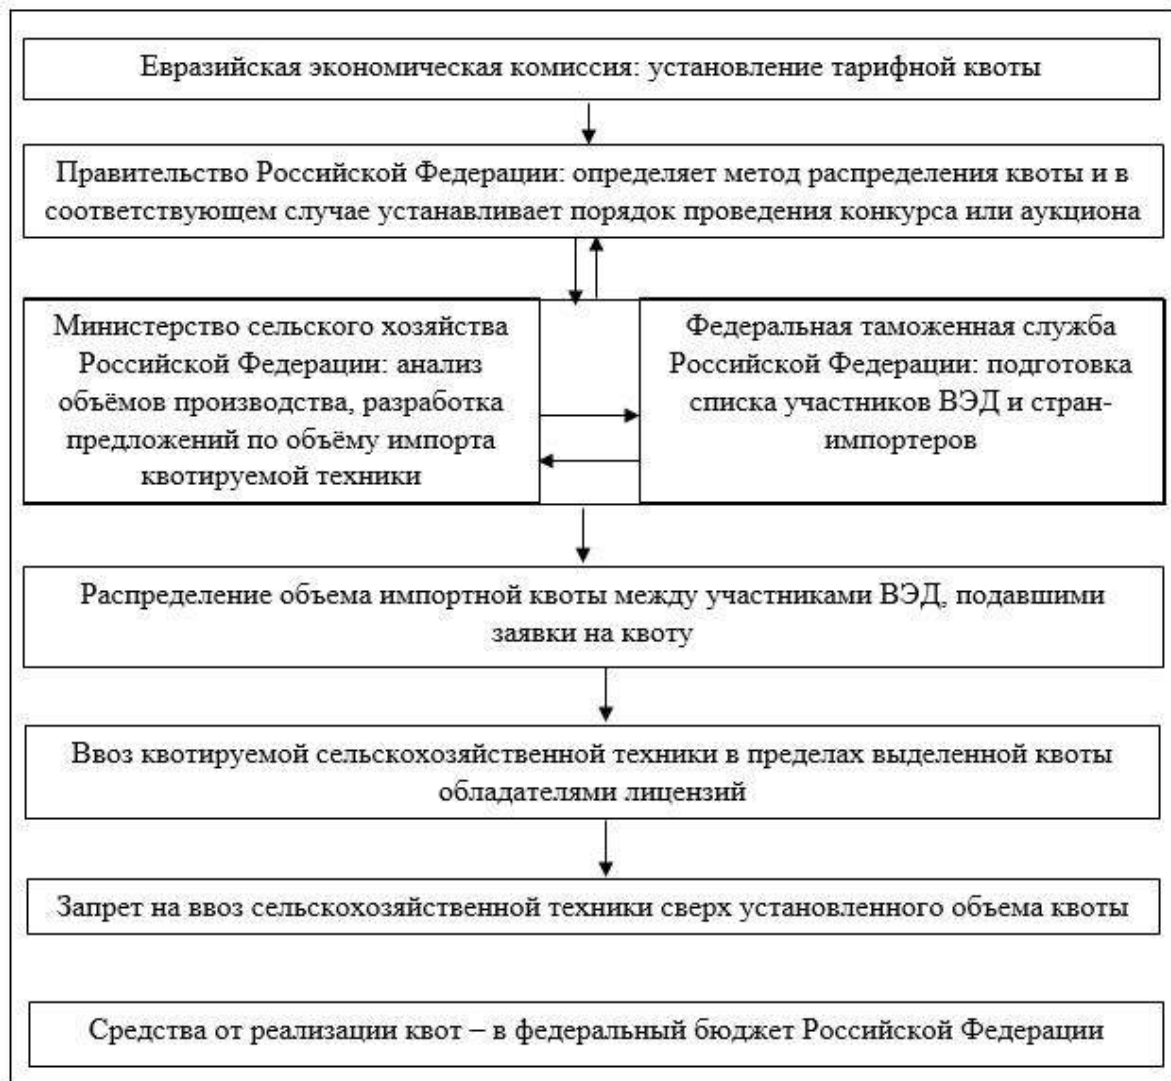 Евразийская экономическая комиссия: установление тарифной квоты
Правительство Российской Федерации: определяет метод распределения квоты и в
соответствующем случае устанавливает порядок проведения конкурса или аукциона
Министерство сельского хозяйства
Российской Федерации: анализ
объёмов производства, разработка
предложений по объёму импорта
квотируемой техники
Федеральная таможенная служба
Российской Федерации: подготовка
списка участников ВЭД и стран-
импортеров
Распределение объема импортной квоты между участниками ВЭД, подавшими
заявки на квоту
Ввоз квотируемой сельскохозяйственной техники в пределах выделенной квоты
обладателями лицензий
Запрет на ввоз сельскохозяйственной техники сверх установленного объема квоты
Средства от реализации квот – в федеральный бюджет Российской Федерации